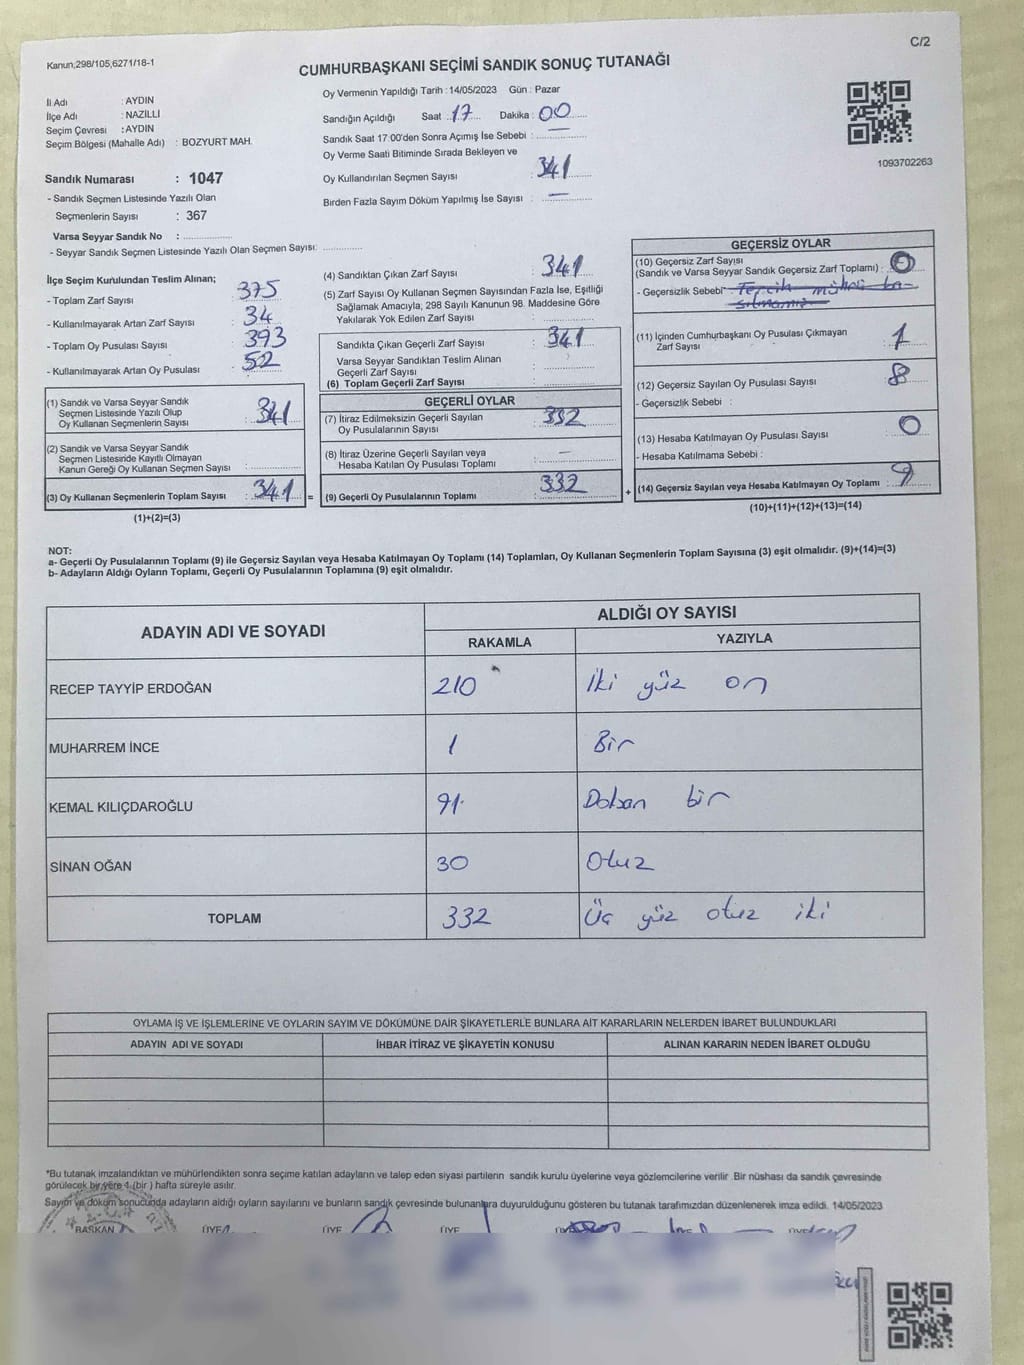 C/2
Kanun;298/105,6271/18-1
CUMHURBAŞKANI SEÇİMİ SANDIK SONUÇ TUTANAĞI
İl Adı : AYDIN
İlçe Adı : NAZİLLİ
Seçim Çevresi : AYDIN
Seçim Bölgesi (Mahalle Adı) : BOZYURT MAH.
Sandık Numarası : 1047
- Sandık Seçmen Listesinde Yazılı Olan
Seçmenlerin Sayısı : 367
Varsa Seyyar Sandık No :
- Seyyar Sandık Seçmen Listesinde Yazılı Olan Seçmen Sayısı:
Oy Vermenin Yapıldığı Tarih : 14/05/2023 Gün : Pazar
Sandığın Açıldığı Saat : 17 Dakika : 00
Sandık Saat 17:00'den Sonra Açımış İse Sebebi : —
Oy Verme Saati Bitiminde Sırada Bekleyen ve
Oy Kullandırılan Seçmen Sayısı : 341
Birden Fazla Sayım Döküm Yapılmış İse Sayısı : —
1093702263
İlçe Seçim Kurulundan Teslim Alınan;
- Toplam Zarf Sayısı : 375
- Kullanılmayarak Artan Zarf Sayısı : 34
- Toplam Oy Pusulası Sayısı : 393
- Kullanılmayarak Artan Oy Pusulası : 52
(1) Sandık ve Varsa Seyyar Sandık
Seçmen Listesinde Yazılı Olup
Oy Kullanan Seçmenlerin Sayısı : 341
(2) Sandık ve Varsa Seyyar Sandık
Seçmen Listesinde Kayıtlı Olmayan
Kanun Gereği Oy Kullanan Seçmen Sayısı :
(3) Oy Kullanan Seçmenlerin Toplam Sayısı : 341 =
(1)+(2)=(3)
(4) Sandıktan Çıkan Zarf Sayısı : 341
(5) Zarf Sayısı Oy Kullanan Seçmen Sayısından Fazla İse, Eşitliği
Sağlamak Amacıyla, 298 Sayılı Kanunun 98. Maddesine Göre
Yakılarak Yok Edilen Zarf Sayısı :
Sandıkta Çıkan Geçerli Zarf Sayısı : 341
Varsa Seyyar Sandıktan Teslim Alınan
Geçerli Zarf Sayısı :
(6) Toplam Geçerli Zarf Sayısı :
GEÇERLİ OYLAR
(7) İtiraz Edilmeksizin Geçerli Sayılan
Oy Pusulalarının Sayısı : 332
(8) İtiraz Üzerine Geçerli Sayılan veya
Hesaba Katılan Oy Pusulası Toplamı : —
(9) Geçerli Oy Pusulalarının Toplamı : 332 +
GEÇERSİZ OYLAR
(10) Geçersiz Zarf Sayısı
(Sandık ve Varsa Seyyar Sandık Geçersiz Zarf Toplamı) : 0
- Geçersizlik Sebebi : Tercih mührü ba-
sılmamış
(11) İçinden Cumhurbaşkanı Oy Pusulası Çıkmayan
Zarf Sayısı : 1
(12) Geçersiz Sayılan Oy Pusulası Sayısı : 8
- Geçersizlik Sebebi :
(13) Hesaba Katılmayan Oy Pusulası Sayısı : 0
- Hesaba Katılmama Sebebi :
(14) Geçersiz Sayılan veya Hesaba Katılmayan Oy Toplamı : 9
(10)+(11)+(12)+(13)=(14)
NOT:
a- Geçerli Oy Pusulalarının Toplamı (9) ile Geçersiz Sayılan veya Hesaba Katılmayan Oy Toplamı (14) Toplamları, Oy Kullanan Seçmenlerin Toplam Sayısına (3) eşit olmalıdır. (9)+(14)=(3)
b- Adayların Aldığı Oyların Toplamı, Geçerli Oy Pusulalarının Toplamına (9) eşit olmalıdır.
ADAYIN ADI VE SOYADI
ALDIĞI OY SAYISI
RAKAMLA YAZIYLA
RECEP TAYYİP ERDOĞAN 210 İki yüz on
MUHARREM İNCE 1 Bir
KEMAL KILIÇDAROĞLU 91 Doksan bir
SİNAN OĞAN 30 Otuz
TOPLAM 332 Üç yüz otuz iki
OYLAMA İŞ VE İŞLEMLERİNE VE OYLARIN SAYIM VE DÖKÜMÜNE DAİR ŞİKAYETLERLE BUNLARA AİT KARARLARIN NELERDEN İBARET BULUNDUKLARI
ADAYIN ADI VE SOYADI İHBAR İTİRAZ VE ŞİKAYETİN KONUSU ALINAN KARARIN NEDEN İBARET OLDUĞU
*Bu tutanak imzalandıktan ve mühürlendikten sonra seçime katılan adayların ve talep eden siyasi partilerin sandık kurulu üyelerine veya gözlemcilerine verilir. Bir nüshası da sandık çevresinde
görülecek bir yere 1 (bir ) hafta süreyle asılır.
Sayım ve döküm sonucunda adayların aldığı oyların sayılarını ve bunların sandık çevresinde bulunanlara duyurulduğunu gösteren bu tutanak tarafımızdan düzenlenerek imza edildi. 14/05/2023
BAŞKAN ÜYE ÜYE ÜYE